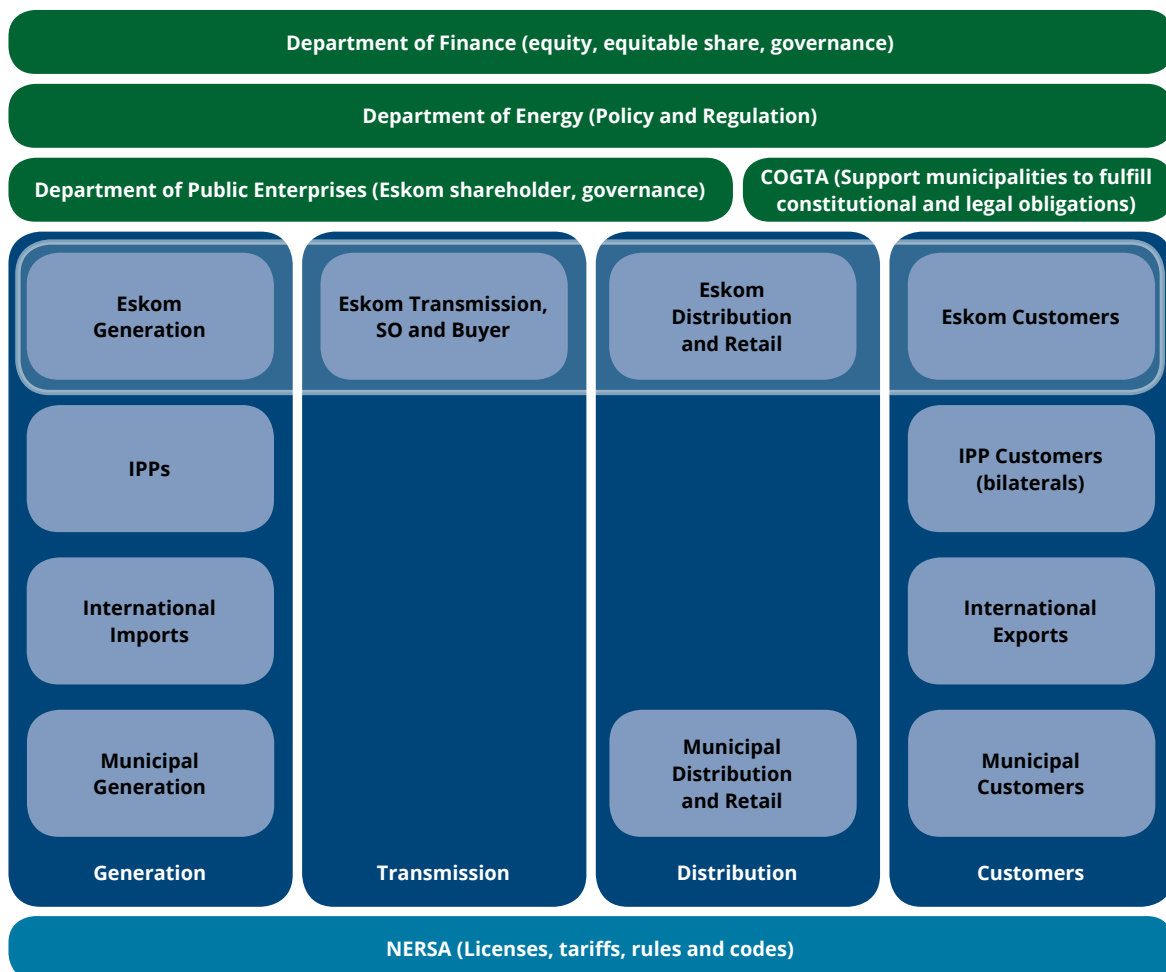 Department of Finance (equity, equitable share, governance)
Department of Energy (Policy and Regulation)
Department of Public Enterprises (Eskom shareholder, governance)
COGTA (Support municipalities to fulfill
constitutional and legal obligations)
Eskom
Generation
Eskom Transmission,
SO and Buyer
Eskom
Distribution
and Retail
Eskom Customers
IPPs
IPP Customers
(bilaterals)
International
Imports
International
Exports
Municipal
Generation
Municipal
Distribution
and Retail
Municipal
Customers
Generation
Transmission
Distribution
Customers
NERSA (Licenses, tariffs, rules and codes)